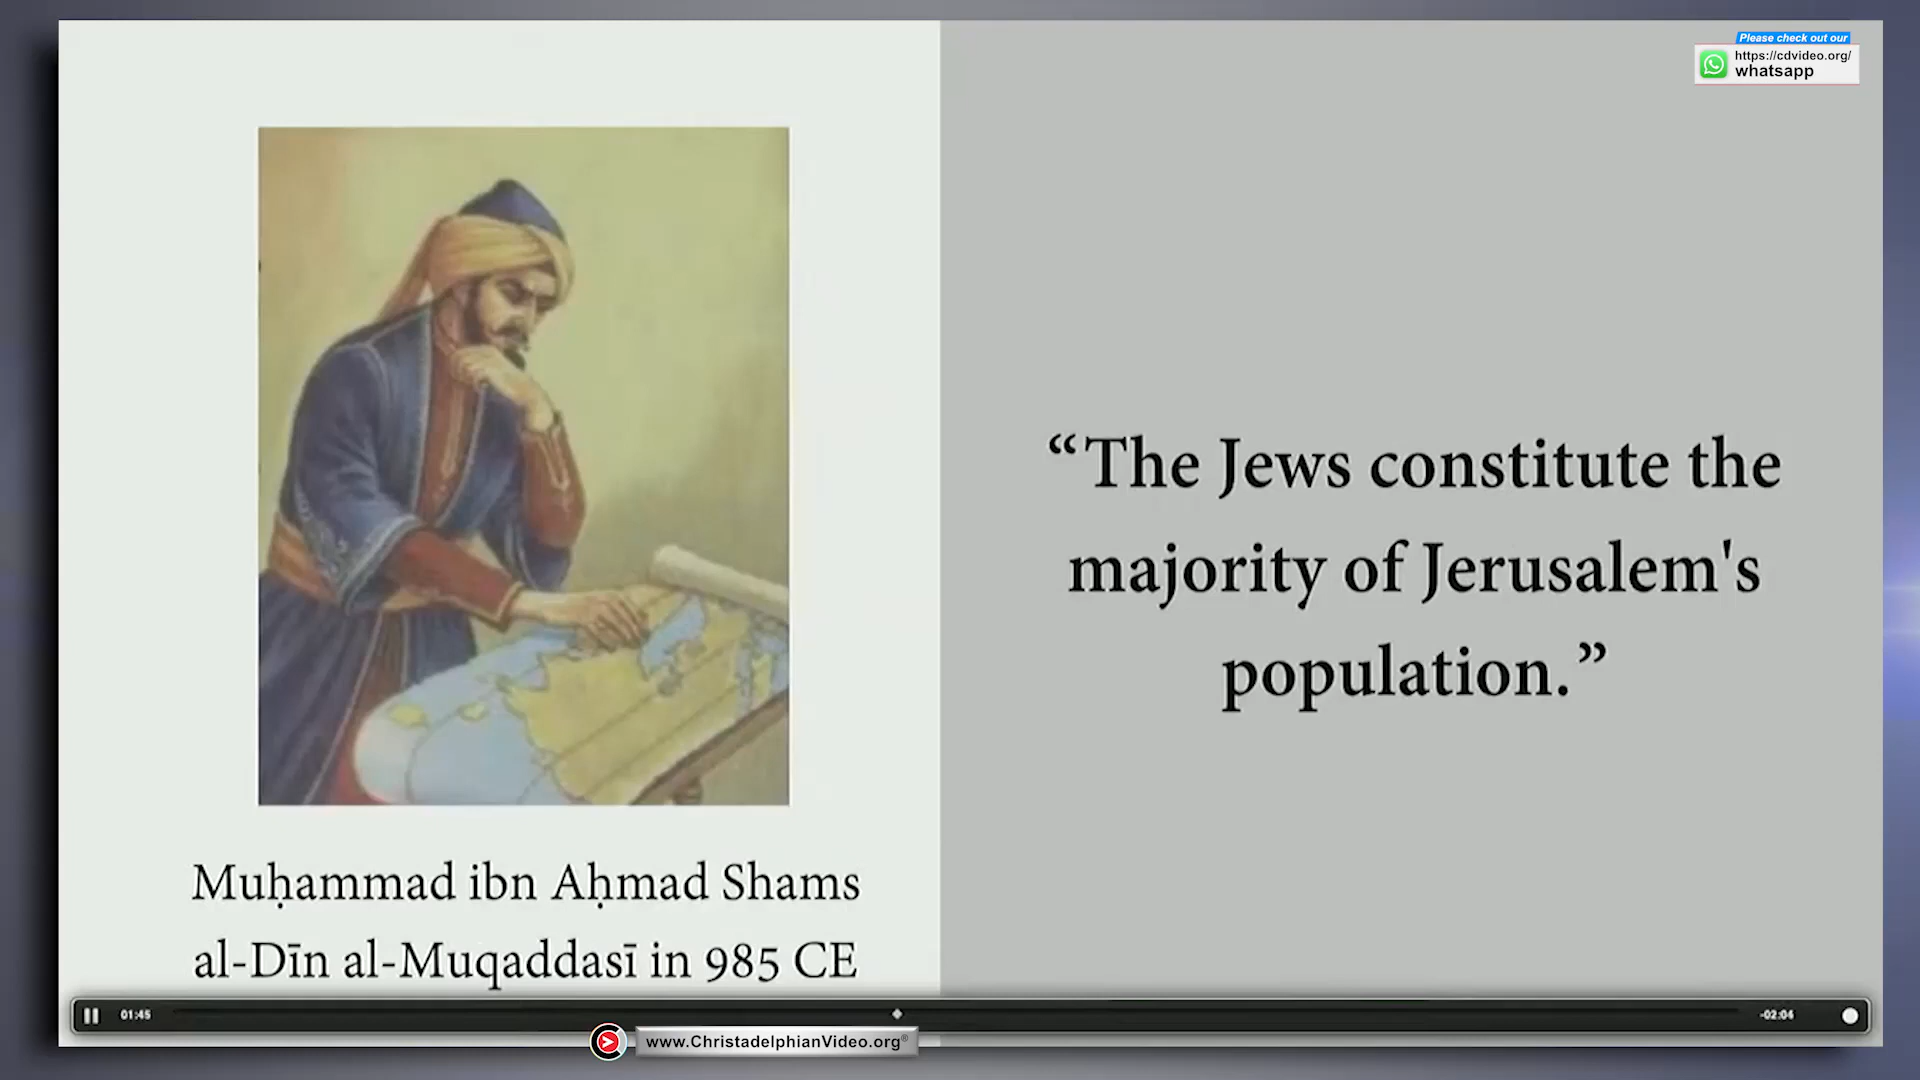 Please check out our
https://cdvideo.org/
whatsapp
“The Jews constitute the
majority of Jerusalem's
population.”
Muḥammad ibn Aḥmad Shams
al-Dīn al-Muqaddasī in 985 CE
01:45
-02:04
www.ChristadelphianVideo.org®